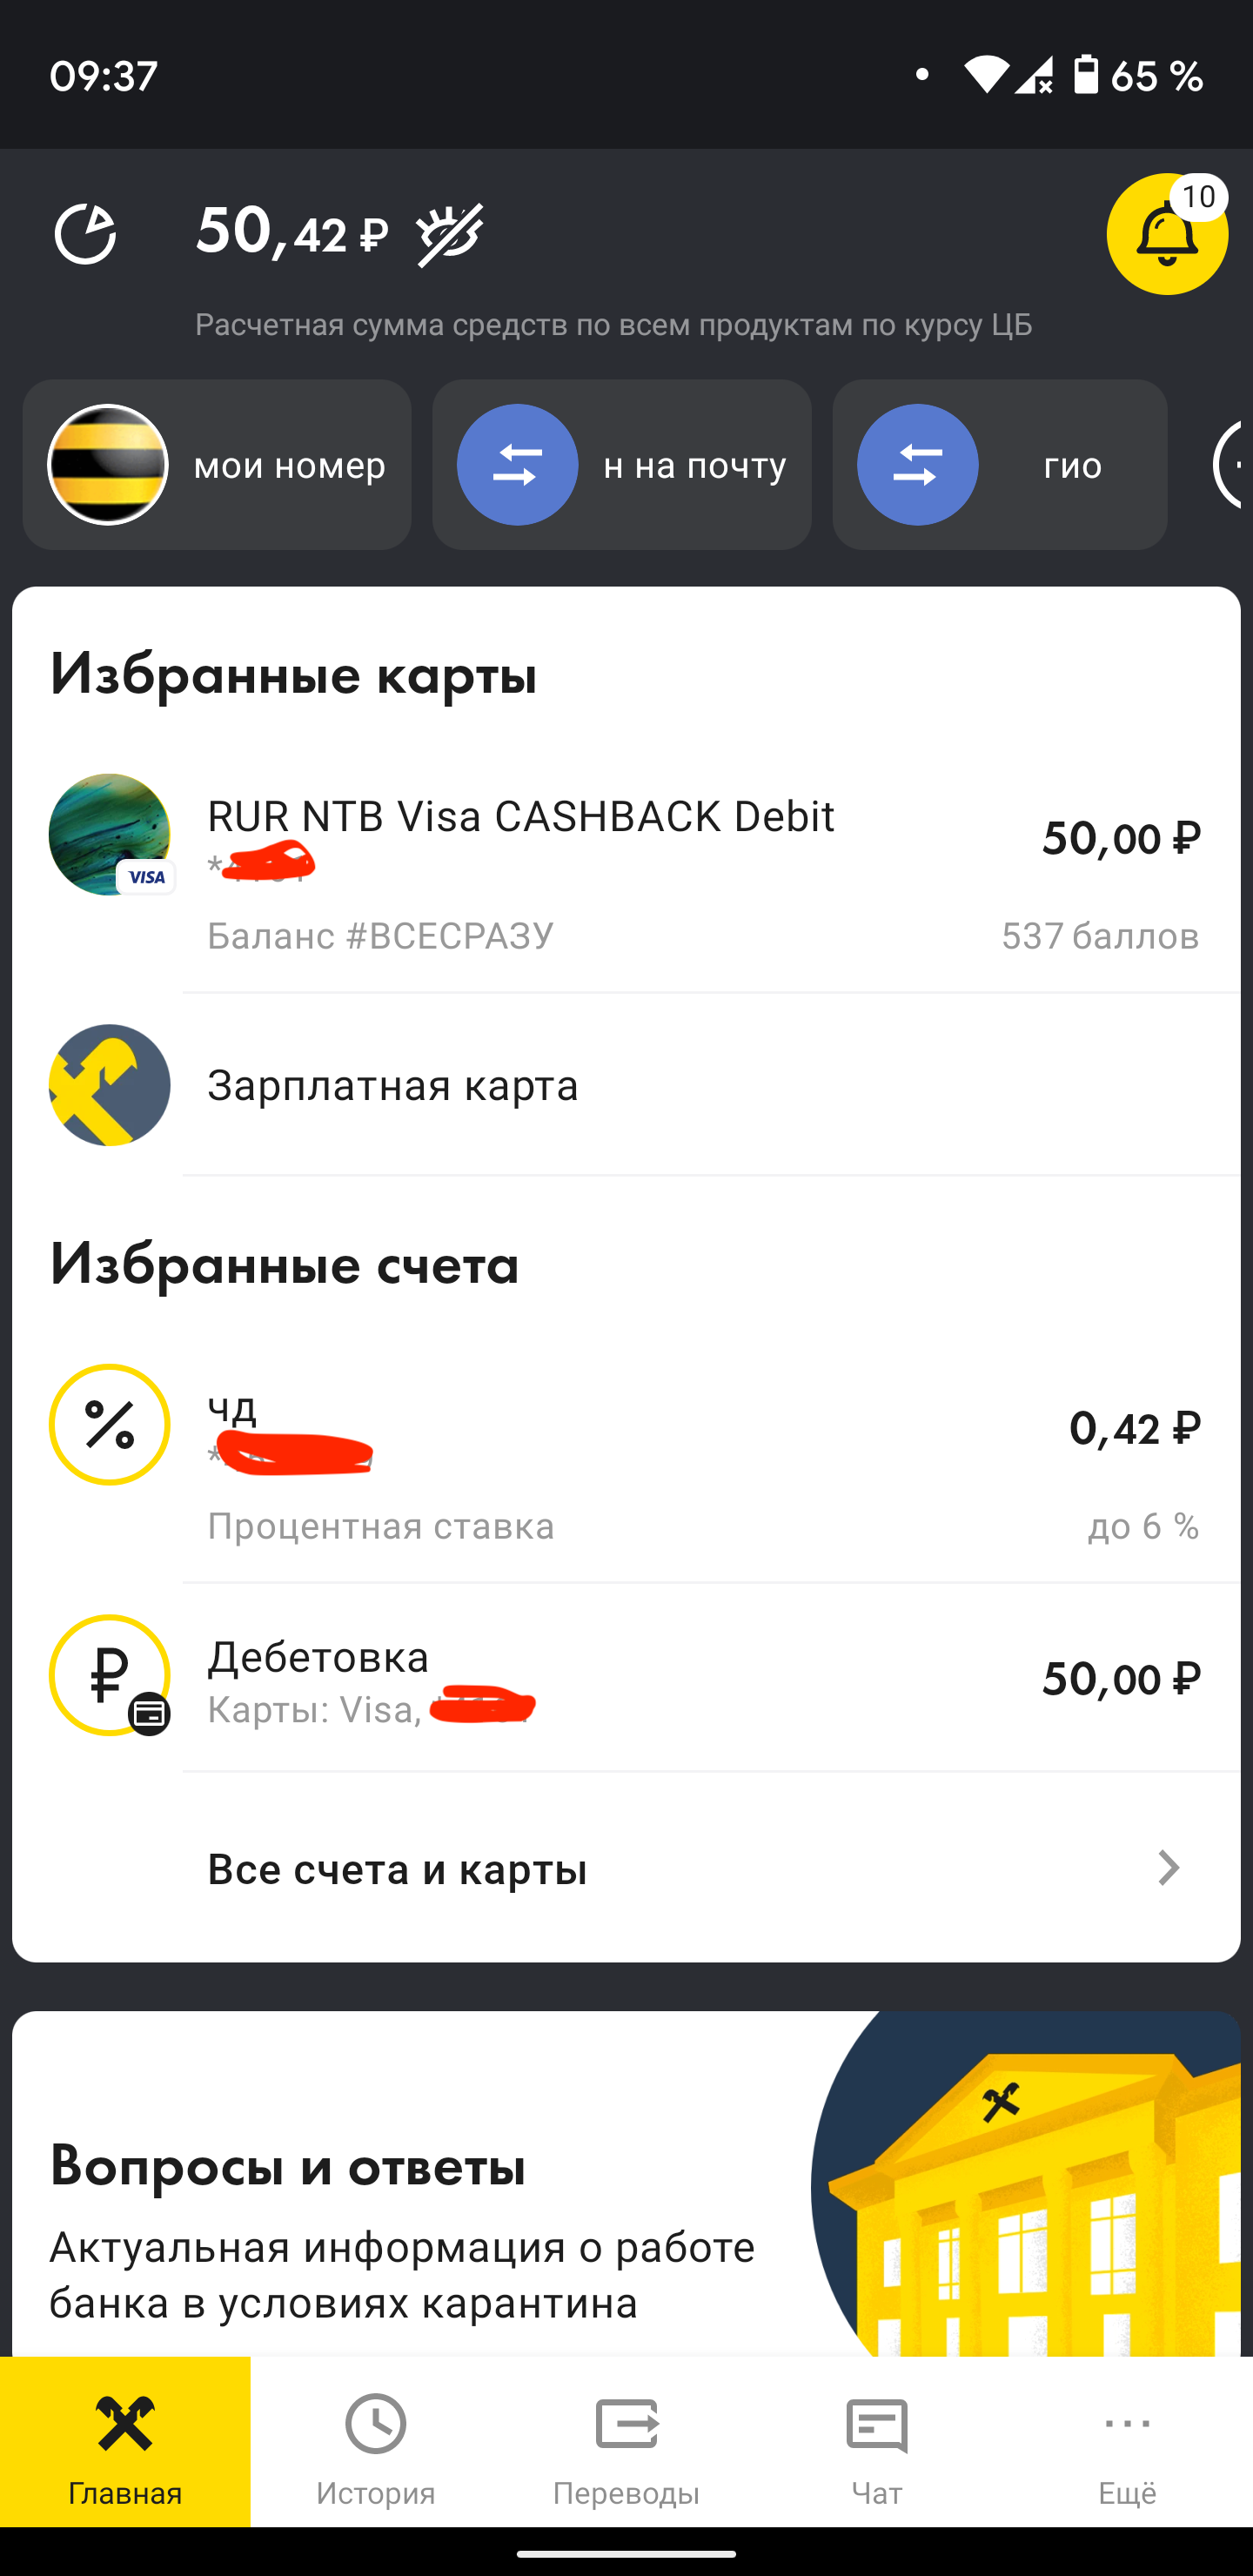 09:37
65 %
50,42 ₽
10
Расчетная сумма средств по всем продуктам по курсу ЦБ
мои номер
н на почту
гио
Избранные карты
RUR NTB Visa CASHBACK Debit
50,00 ₽
VISA
Баланс #ВСЕСРАЗУ
537 баллов
Зарплатная карта
Избранные счета
чд
0,42 ₽
Процентная ставка
до 6 %
Дебетовка
50,00 ₽
Карты: Visa,
Все счета и карты
Вопросы и ответы
Актуальная информация о работе
банка в условиях карантина
Главная
История
Переводы
Чат
Ещё